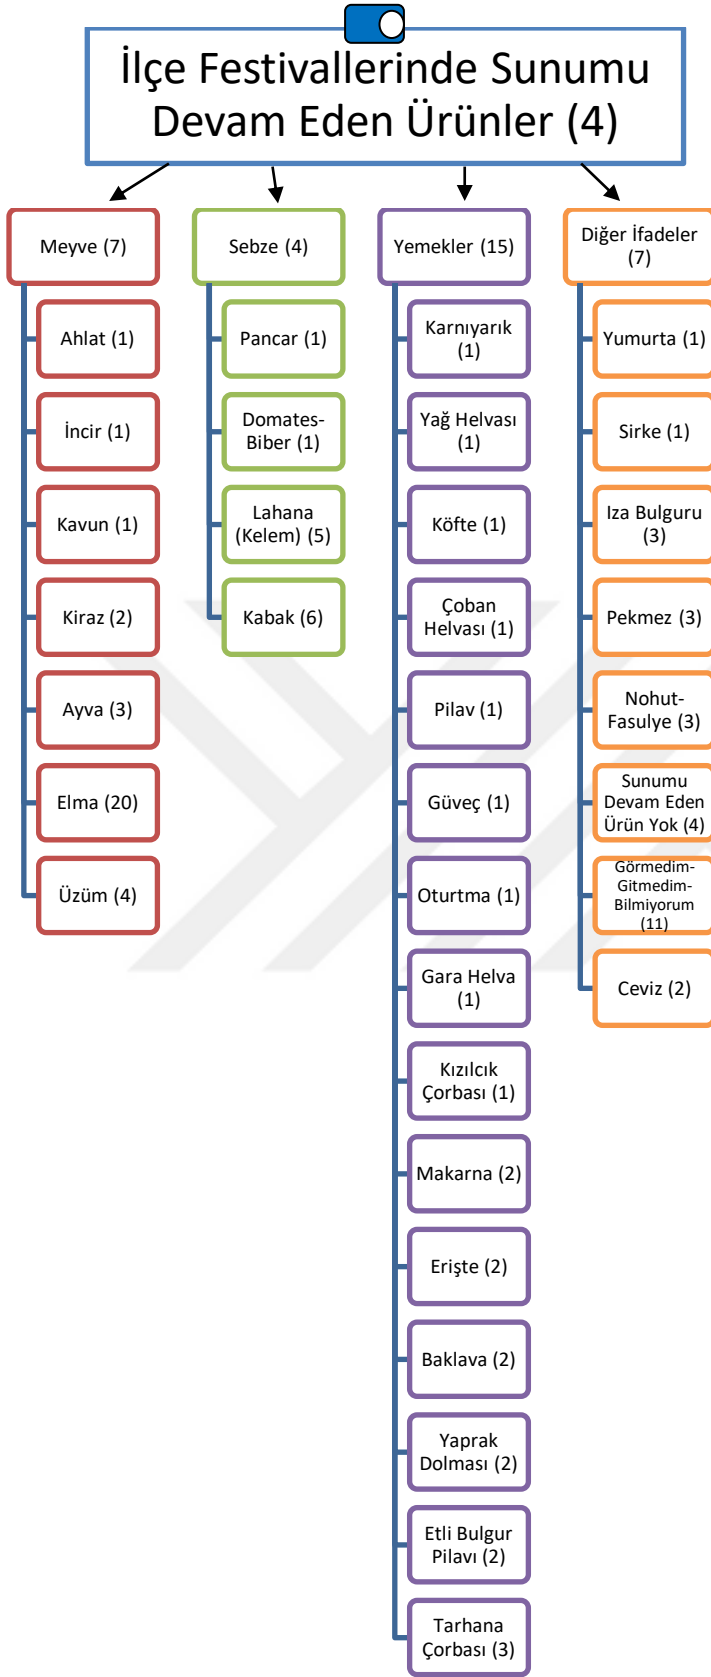 İlçe Festivallerinde Sunumu
Devam Eden Ürünler (4)
Meyve (7)
Ahlat (1)
İncir (1)
Kavun (1)
Kiraz (2)
Ayva (3)
Elma (20)
Üzüm (4)
Sebze (4)
Pancar (1)
Domates-
Biber (1)
Lahana
(Kelem) (5)
Kabak (6)
Yemekler (15)
Karnıyarık
(1)
Yağ Helvası
(1)
Köfte (1)
Çoban
Helvası (1)
Pilav (1)
Güveç (1)
Oturtma (1)
Gara Helva
(1)
Kızılcık
Çorbası (1)
Makarna (2)
Erişte (2)
Baklava (2)
Yaprak
Dolması (2)
Etli Bulgur
Pilavı (2)
Tarhana
Çorbası (3)
Diğer İfadeler
(7)
Yumurta (1)
Sirke (1)
Iza Bulguru
(3)
Pekmez (3)
Nohut-
Fasulye (3)
Sunumu
Devam Eden
Ürün Yok (4)
Görmedim-
Gitmedim-
Bilmiyorum
(11)
Ceviz (2)